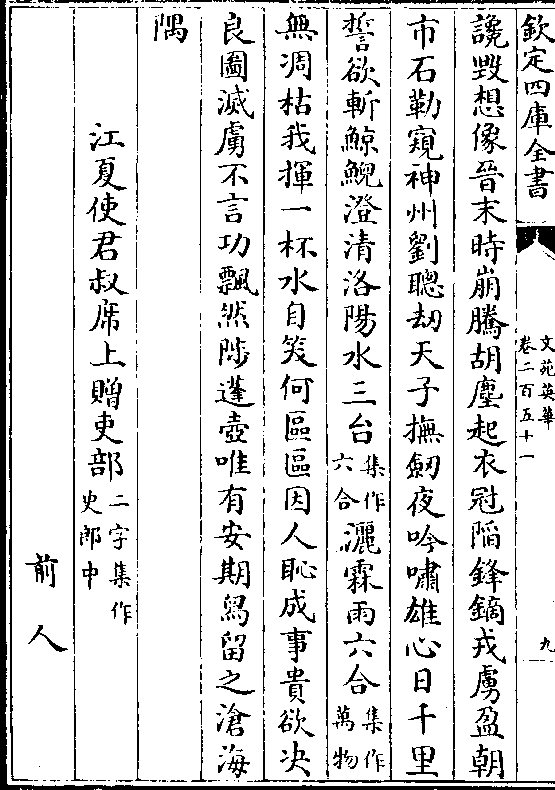 欽定四庫全書
文苑英華
卷二百五十一
九
讒毀想像晉末時崩騰胡塵起衣冠陷鋒鏑戎虜盈朝
市石勒窺神州劉聰刼天子撫劒夜吟嘯雄心日千里
誓欲斬鯨鯢澄清洛陽水三台集作六合灑霖雨六合集作萬物
無凋枯我揮一杯水自笑何區區因人恥成事貴欲决
良圖滅虜不言功飄然陟蓬壺唯有安期舄留之滄海
隅
江夏使君叔席上贈吏部二字集作史郎中
前人